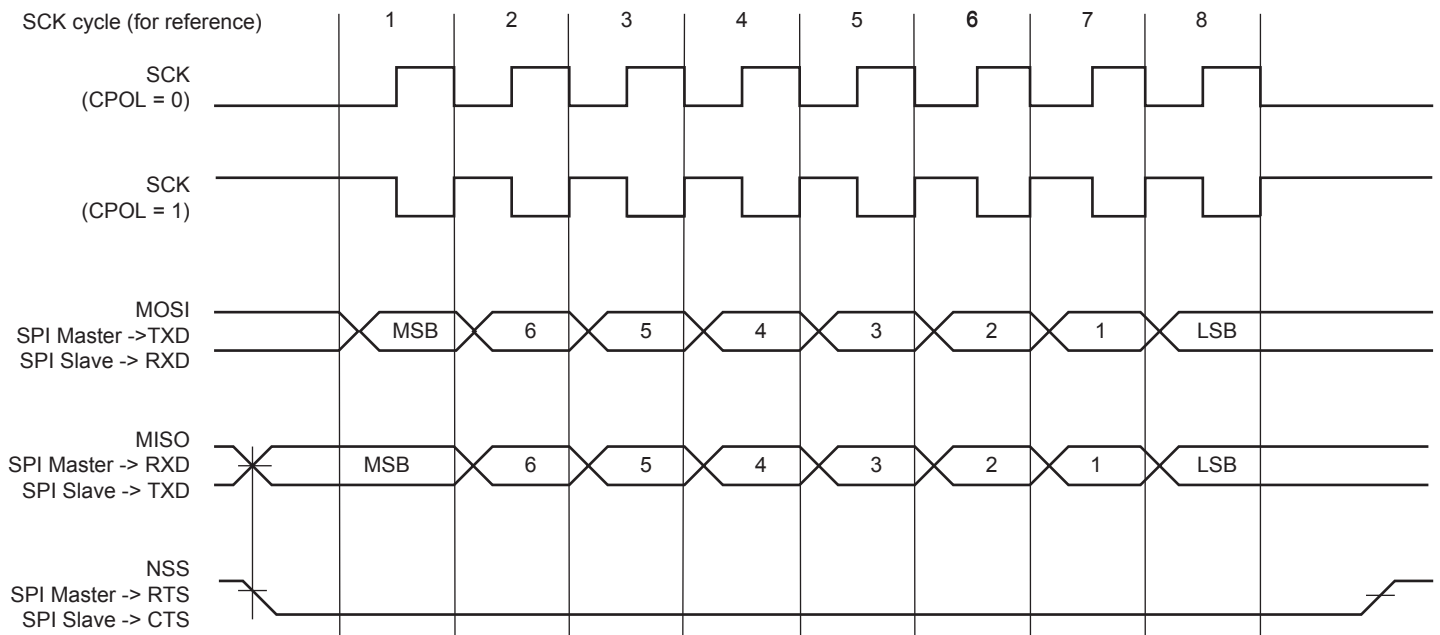 SCK cycle (for reference) 1 2 3 4 5 6 7 8
SCK
(CPOL = 0)
SCK
(CPOL = 1)
MOSI
SPI Master ->TXD
SPI Slave -> RXD
MSB 6 5 4 3 2 1 LSB
MISO
SPI Master -> RXD
SPI Slave -> TXD
MSB 6 5 4 3 2 1 LSB
NSS
SPI Master -> RTS
SPI Slave -> CTS